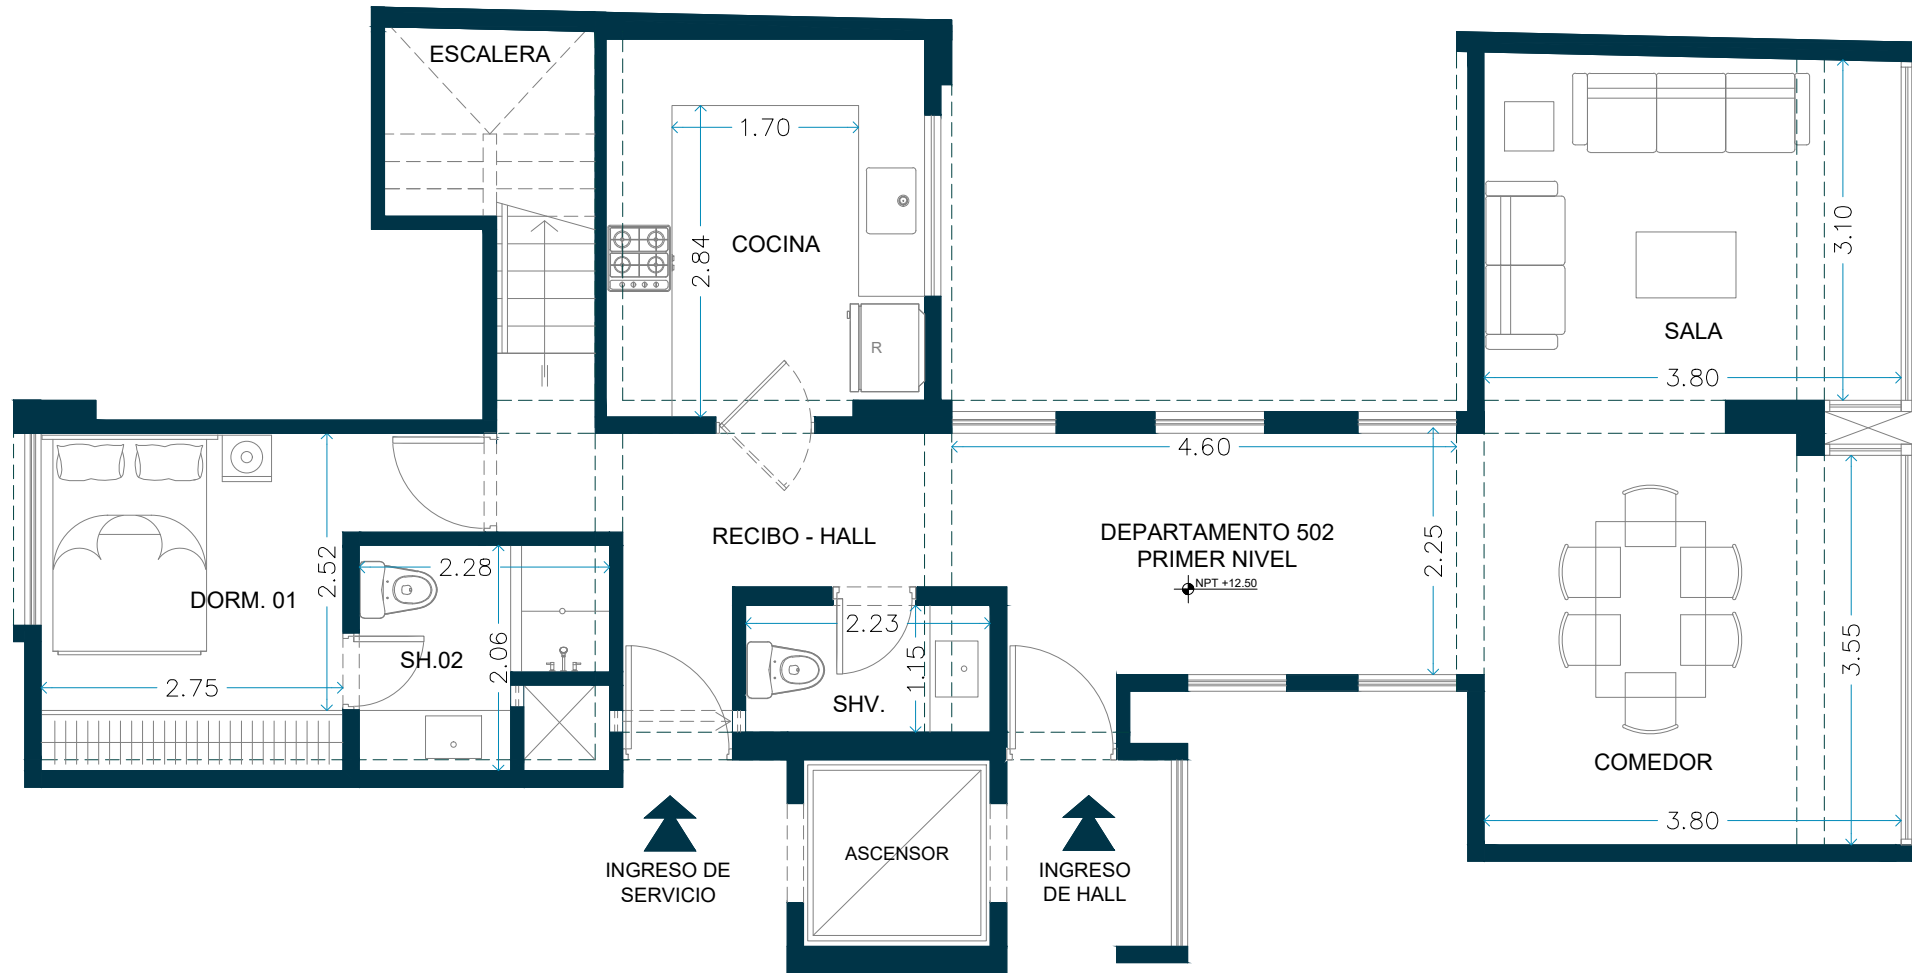 ESCALERA
1.70
COCINA
2.84
R
3.10
SALA
3.80
4.60
RECIBO - HALL
DEPARTAMENTO 502
PRIMER NIVEL
NPT +12.50
2.25
2.52
2.28
DORM. 01
2.23
SH.02
2.06
1.15
3.55
2.75
SHV.
COMEDOR
3.80
ASCENSOR
INGRESO DE
SERVICIO
INGRESO
DE HALL